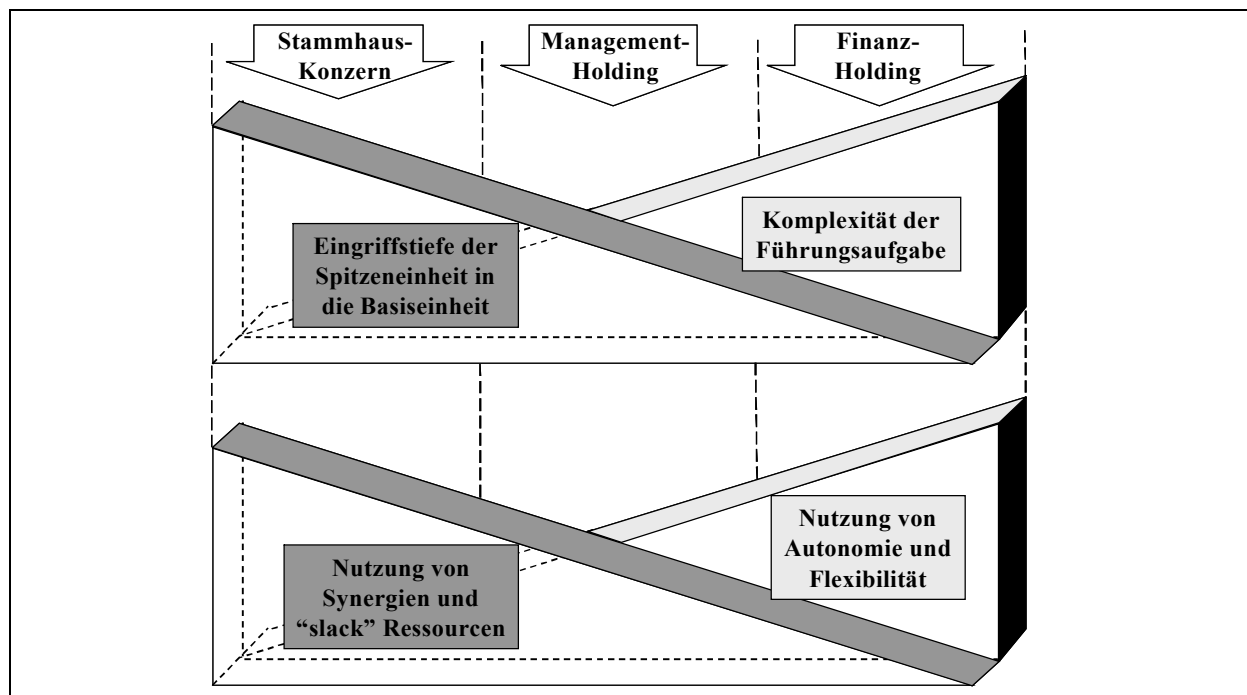 Stammhaus-
Konzern
Management-
Holding
Finanz-
Holding
Komplexität der
Führungsaufgabe
Eingriffstiefe der
Spitzeneinheit in
die Basiseinheit
Nutzung von
Autonomie und
Flexibilität
Nutzung von
Synergien und
“slack” Ressourcen